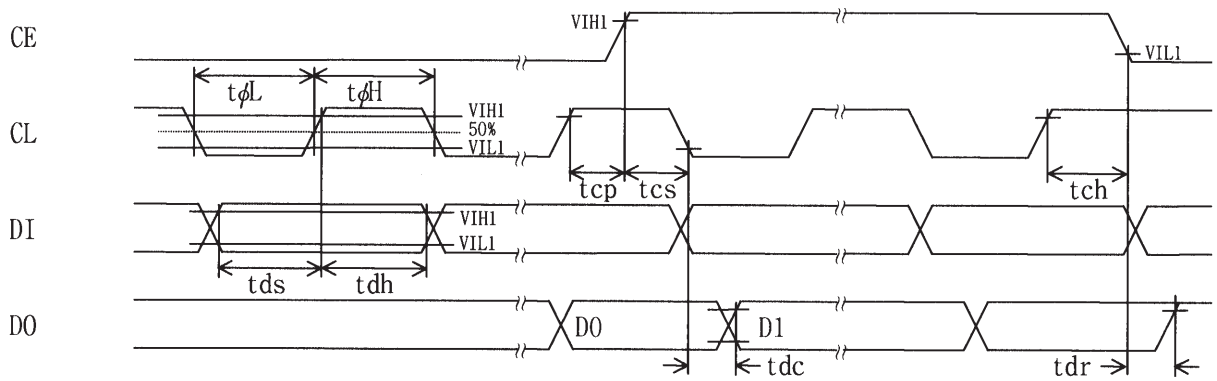 CE
VIH1
VIL1
tφL
tφH
CL
VIH1
50%
VIL1
tcp
tcs
tch
DI
VIH1
VIL1
tds
tdh
DO
D0
D1
tdc
tdr